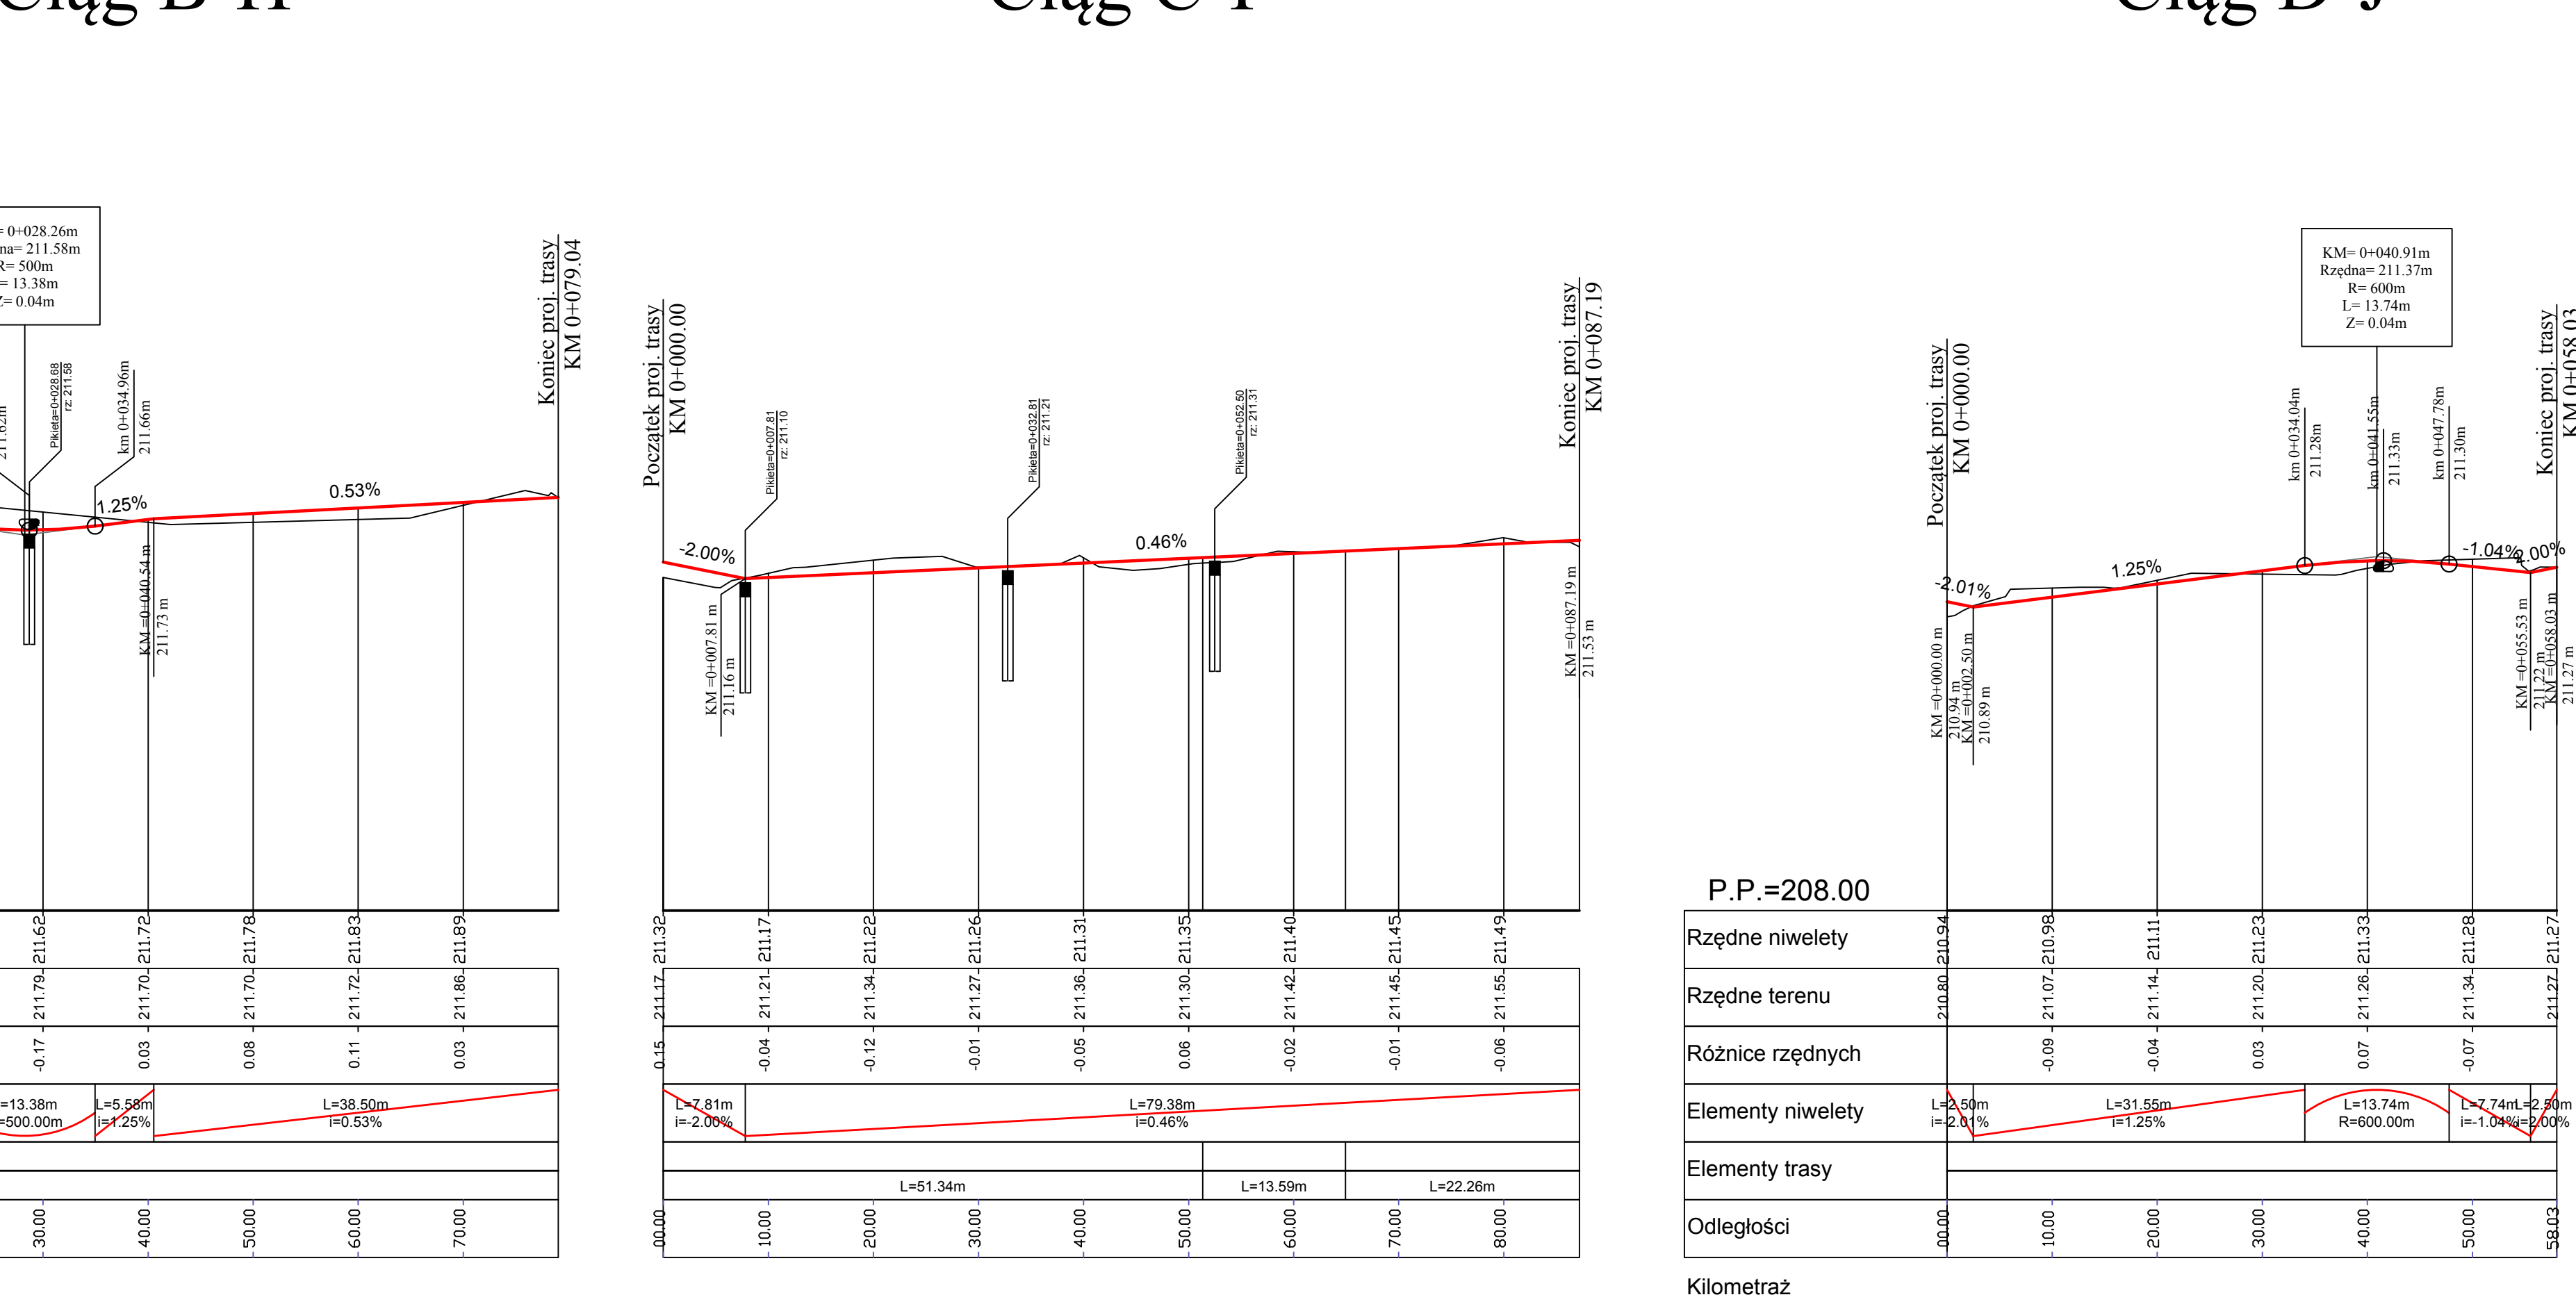 Ciąg B-H
Ciąg C-I
Ciąg D-J
= 0+028.26m
na= 211.58m
R= 500m
= 13.38m
Z= 0.04m
211.62m
Pikieta=0+028.68
rz: 211.58
km 0+034.96m
211.66m
1.25%
0.53%
KM =0+040.54 m
211.73 m
Koniec proj. trasy
KM 0+079.04
Początek proj. trasy
KM 0+000.00
-2.00%
KM =0+007.81 m
211.16 m
Pikieta=0+007.81
rz: 211.10
Pikieta=0+032.81
rz: 211.21
0.46%
Pikieta=0+052.50
rz: 211.31
Koniec proj. trasy
KM 0+087.19
KM =0+087.19 m
211.53 m
Początek proj. trasy
KM 0+000.00
-2.01%
KM =0+000.00 m
210.94 m
KM =0+002.50 m
210.89 m
1.25%
KM= 0+040.91m
Rzędna= 211.37m
R= 600m
L= 13.74m
Z= 0.04m
km 0+034.04m
211.28m
km 0+041.55m
211.33m
km 0+047.78m
211.30m
-1.04%
2.00%
KM =0+055.53 m
211.22 m
KM =0+058.03 m
211.27 m
Koniec proj. trasy
KM 0+058.03
P.P.=208.00
211.62 211.72 211.78 211.83 211.89
211.79 211.70 211.70 211.72 211.86
-0.17 0.03 0.08 0.11 0.03
=13.38m L=5.58m L=38.50m
=500.00m i=1.25% i=0.53%
30.00 40.00 50.00 60.00 70.00
211.32 211.17 211.22 211.26 211.31 211.35 211.40 211.45 211.49
211.17 211.21 211.34 211.27 211.36 211.30 211.42 211.45 211.55
0.15 -0.04 -0.12 -0.01 -0.05 0.06 -0.02 -0.01 -0.06
L=7.81m L=79.38m
i=-2.00% i=0.46%
L=51.34m L=13.59m L=22.26m
00.00 10.00 20.00 30.00 40.00 50.00 60.00 70.00 80.00
Rzędne niwelety 210.94 210.98 211.11 211.23 211.33 211.28 211.27
Rzędne terenu 210.80 211.07 211.14 211.20 211.26 211.34 211.27
Różnice rzędnych -0.09 -0.04 0.03 0.07 -0.07
Elementy niwelety
L=2.50m L=31.55m L=13.74m L=7.74m L=2.50m
i=-2.01% i=1.25% R=600.00m i=-1.04% i=2.00%
Elementy trasy
Odległości 00.00 10.00 20.00 30.00 40.00 50.00 58.03
Kilometraż